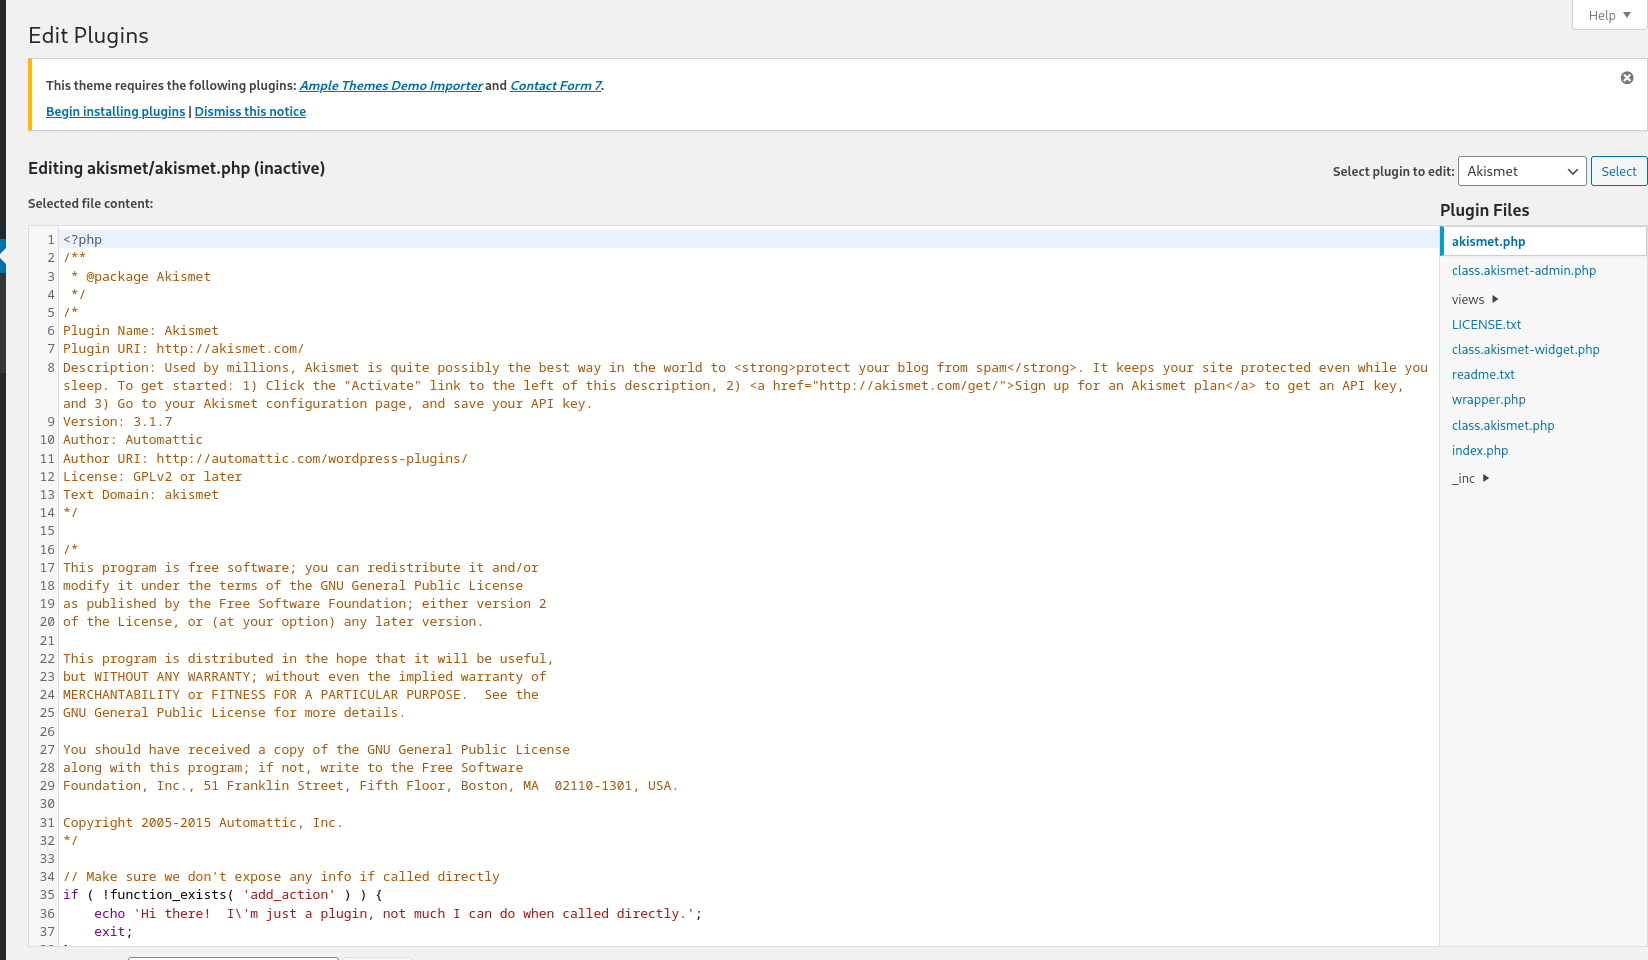 Help
Edit Plugins
This theme requires the following plugins: Ample Themes Demo Importer and Contact Form 7.
Begin installing plugins | Dismiss this notice
Editing akismet/akismet.php (inactive)
Select plugin to edit: Akismet Select
Selected file content:
1 <?php
2 /**
3  * @package Akismet
4  */
5 /*
6 Plugin Name: Akismet
7 Plugin URI: http://akismet.com/
8 Description: Used by millions, Akismet is quite possibly the best way in the world to <strong>protect your blog from spam</strong>. It keeps your site protected even while you
sleep. To get started: 1) Click the "Activate" link to the left of this description, 2) <a href="http://akismet.com/get/">Sign up for an Akismet plan</a> to get an API key,
and 3) Go to your Akismet configuration page, and save your API key.
9 Version: 3.1.7
10 Author: Automattic
11 Author URI: http://automattic.com/wordpress-plugins/
12 License: GPLv2 or later
13 Text Domain: akismet
14 */
15
16 /*
17 This program is free software; you can redistribute it and/or
18 modify it under the terms of the GNU General Public License
19 as published by the Free Software Foundation; either version 2
20 of the License, or (at your option) any later version.
21
22 This program is distributed in the hope that it will be useful,
23 but WITHOUT ANY WARRANTY; without even the implied warranty of
24 MERCHANTABILITY or FITNESS FOR A PARTICULAR PURPOSE.  See the
25 GNU General Public License for more details.
26
27 You should have received a copy of the GNU General Public License
28 along with this program; if not, write to the Free Software
29 Foundation, Inc., 51 Franklin Street, Fifth Floor, Boston, MA  02110-1301, USA.
30
31 Copyright 2005-2015 Automattic, Inc.
32 */
33
34 // Make sure we don't expose any info if called directly
35 if ( !function_exists( 'add_action' ) ) {
36     echo 'Hi there!  I\'m just a plugin, not much I can do when called directly.';
37     exit;
Plugin Files
akismet.php
class.akismet-admin.php
views
LICENSE.txt
class.akismet-widget.php
readme.txt
wrapper.php
class.akismet.php
index.php
_inc